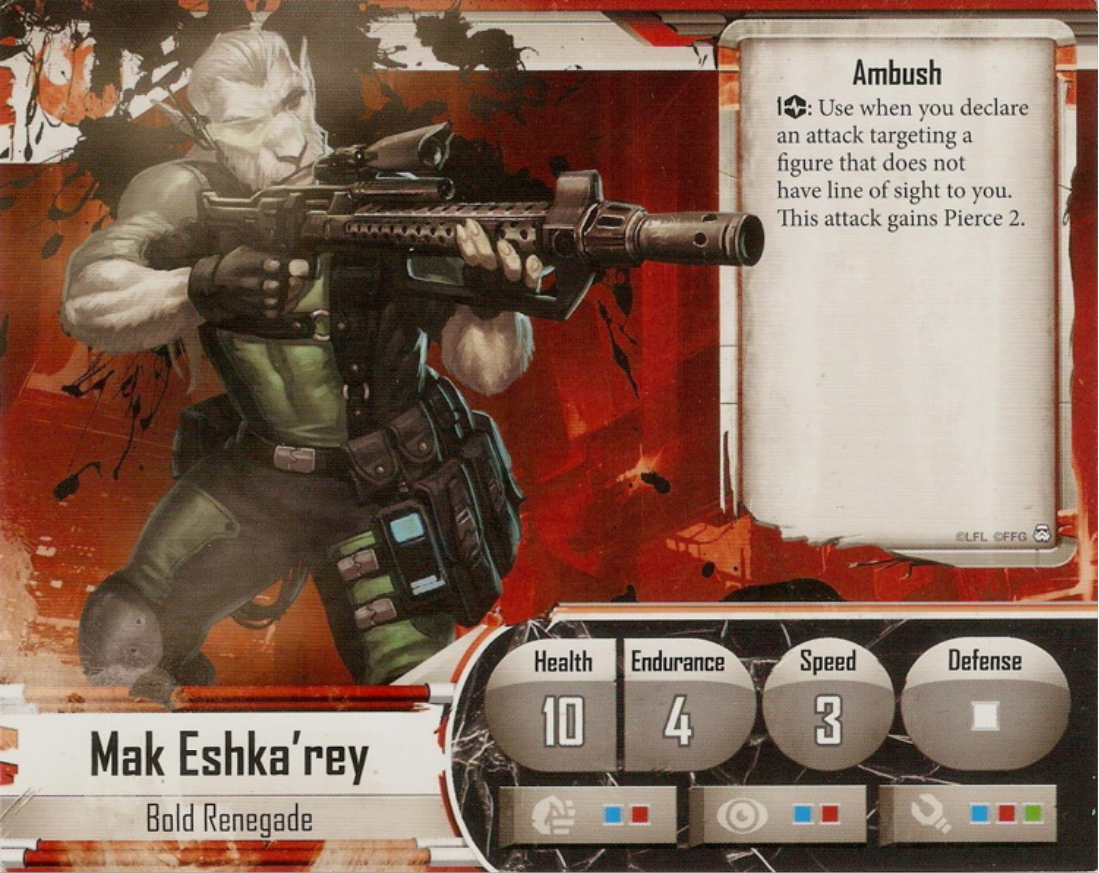 Ambush
1: Use when you declare
an attack targeting a
figure that does not
have line of sight to you.
This attack gains Pierce 2.
©LFL ©FFG
Health
Endurance
Speed
Defense
10
4
3
Mak Eshka'rey
Bold Renegade